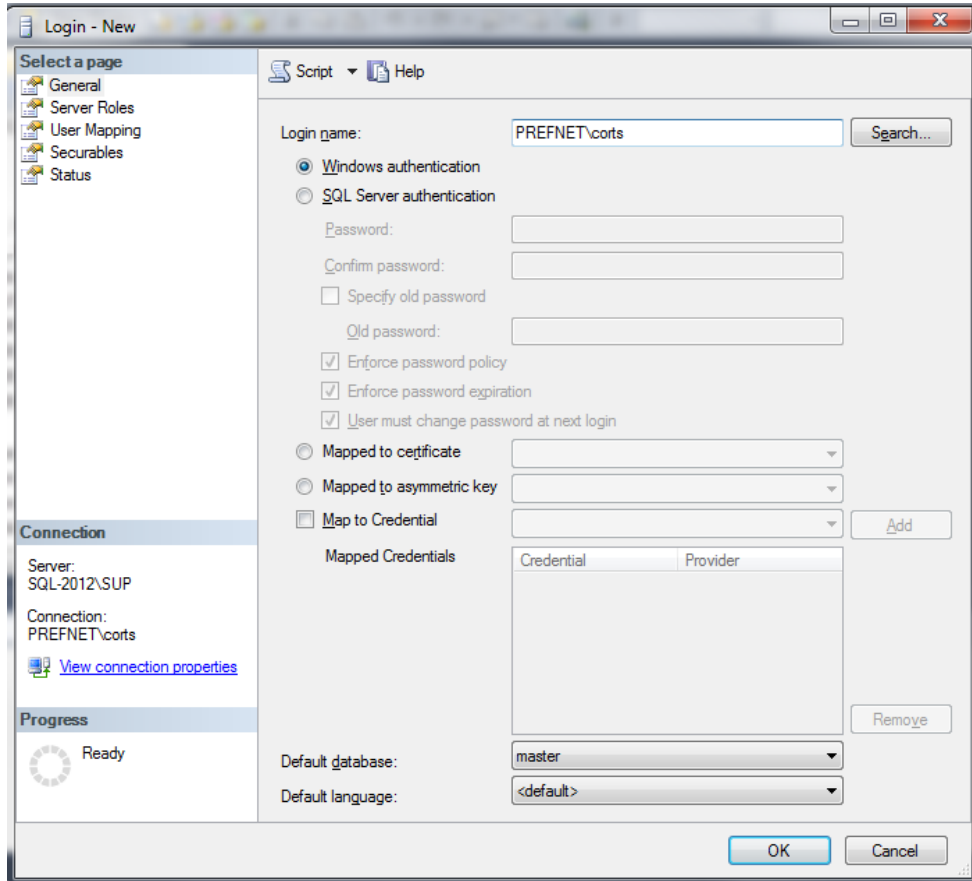 Login - New
Select a page
General
Server Roles
User Mapping
Securables
Status
Script
Help
Login name:
PREFNET\corts
Search...
Windows authentication
SQL Server authentication
Password:
Confirm password:
Specify old password
Old password:
Enforce password policy
Enforce password expiration
User must change password at next login
Mapped to certificate
Mapped to asymmetric key
Map to Credential
Add
Mapped Credentials
Credential
Provider
Remove
Default database:
master
Default language:
<default>
Connection
Server:
SQL-2012\SUP
Connection:
PREFNET\corts
View connection properties
Progress
Ready
OK
Cancel